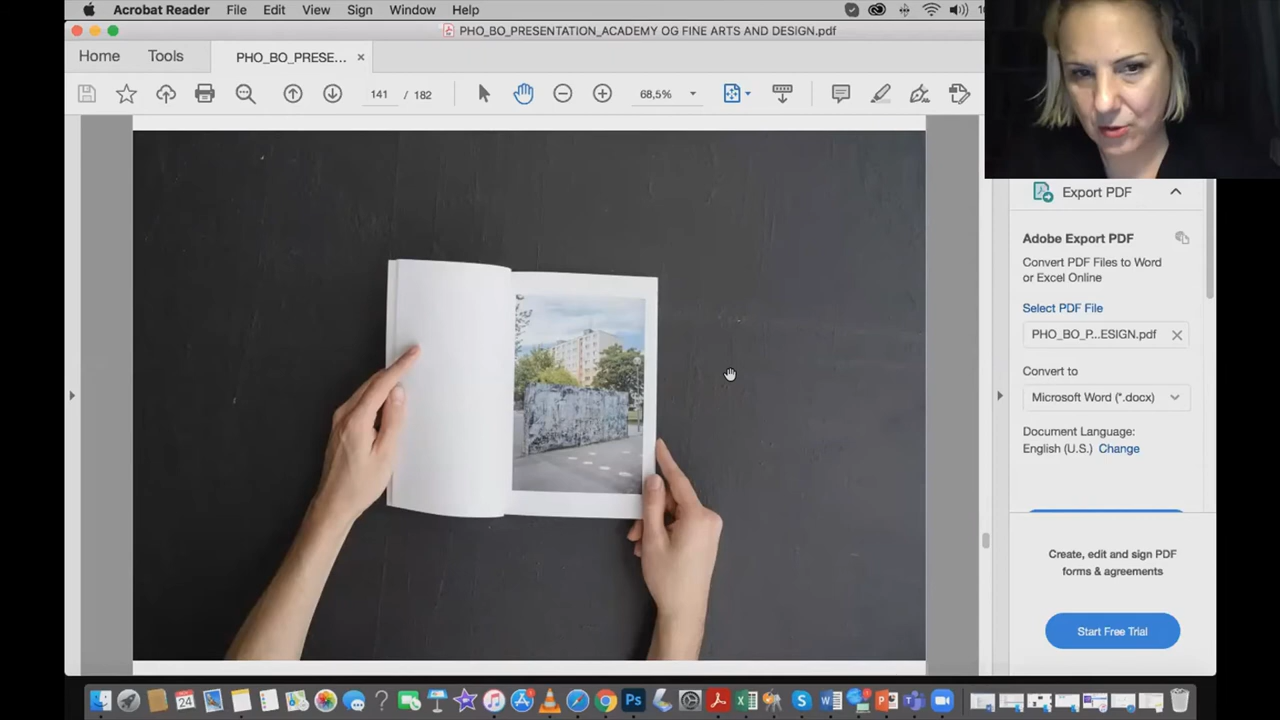 Acrobat Reader File Edit View Sign Window Help
PHO_BO_PRESENTATION_ACADEMY OG FINE ARTS AND DESIGN.pdf
Home Tools PHO_BO_PRESE... ×
141 / 182 68,5%
Export PDF
Adobe Export PDF
Convert PDF Files to Word
or Excel Online
Select PDF File
PHO_BO_P...ESIGN.pdf
Convert to
Microsoft Word (*.docx)
Document Language:
English (U.S.) Change
Create, edit and sign PDF
forms & agreements
Start Free Trial
24